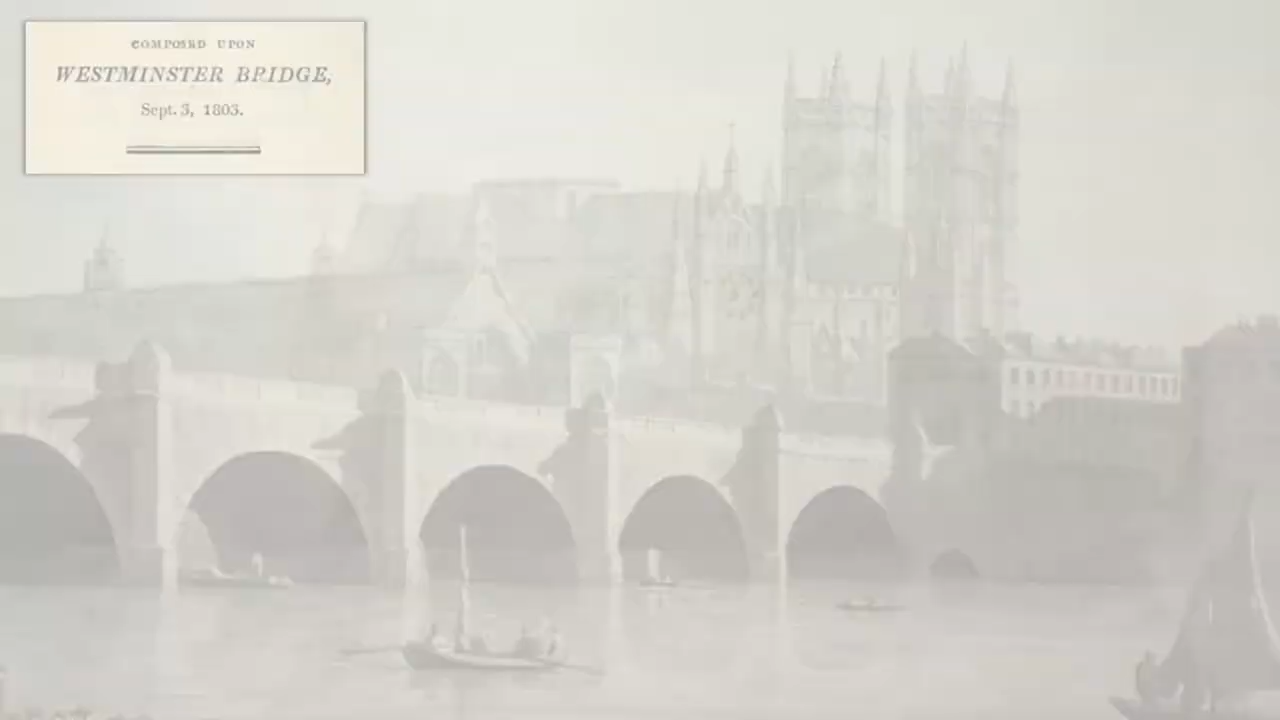 COMPOSED UPON
WESTMINSTER BRIDGE,
Sept. 3, 1803.